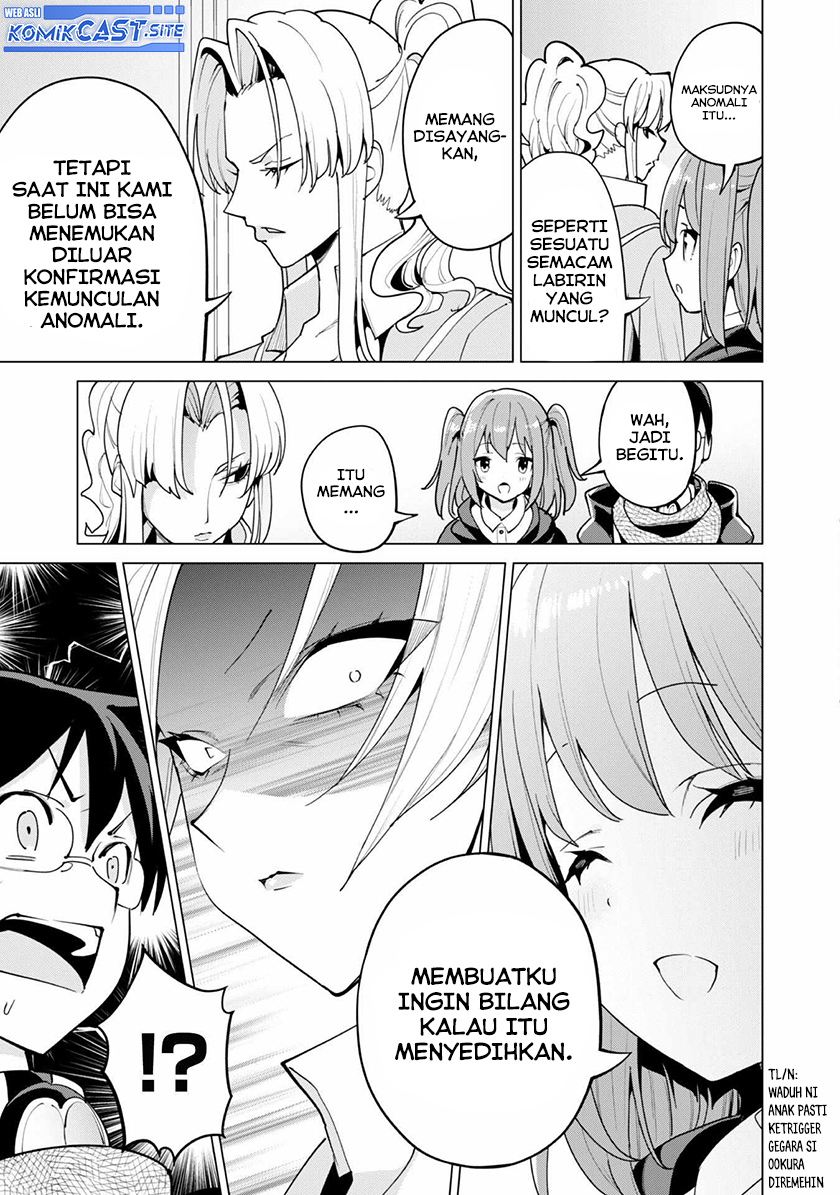 WEB ASLI
KOMIKCAST.SITE
MAKSUDNYA
ANOMALI
ITU...
SEPERTI
SESUATU
SEMACAM
LABIRIN
YANG
MUNCUL?
MEMANG
DISAYANG-
KAN,
TETAPI
SAAT INI KAMI
BELUM BISA
MENEMUKAN
DILUAR
KONFIRMASI
KEMUNCULAN
ANOMALI.
WAH,
JADI
BEGITU.
ITU
MEMANG
...
MEMBUATKU
INGIN BILANG
KALAU ITU
MENYEDIHKAN.
!?
TL/N:
WADUH NI
ANAK PASTI
KETRIGGER
GEGARA SI
OOKURA
DIREMEHIN